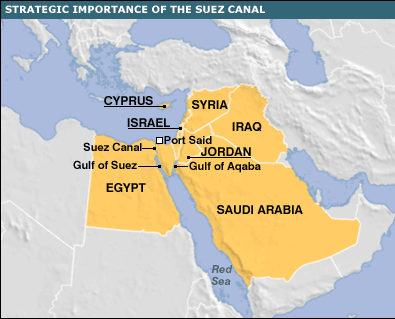 STRATEGIC IMPORTANCE OF THE SUEZ CANAL
CYPRUS
SYRIA
ISRAEL
IRAQ
Port Said
Suez Canal
JORDAN
Gulf of Suez
Gulf of Aqaba
EGYPT
SAUDI ARABIA
Red
Sea